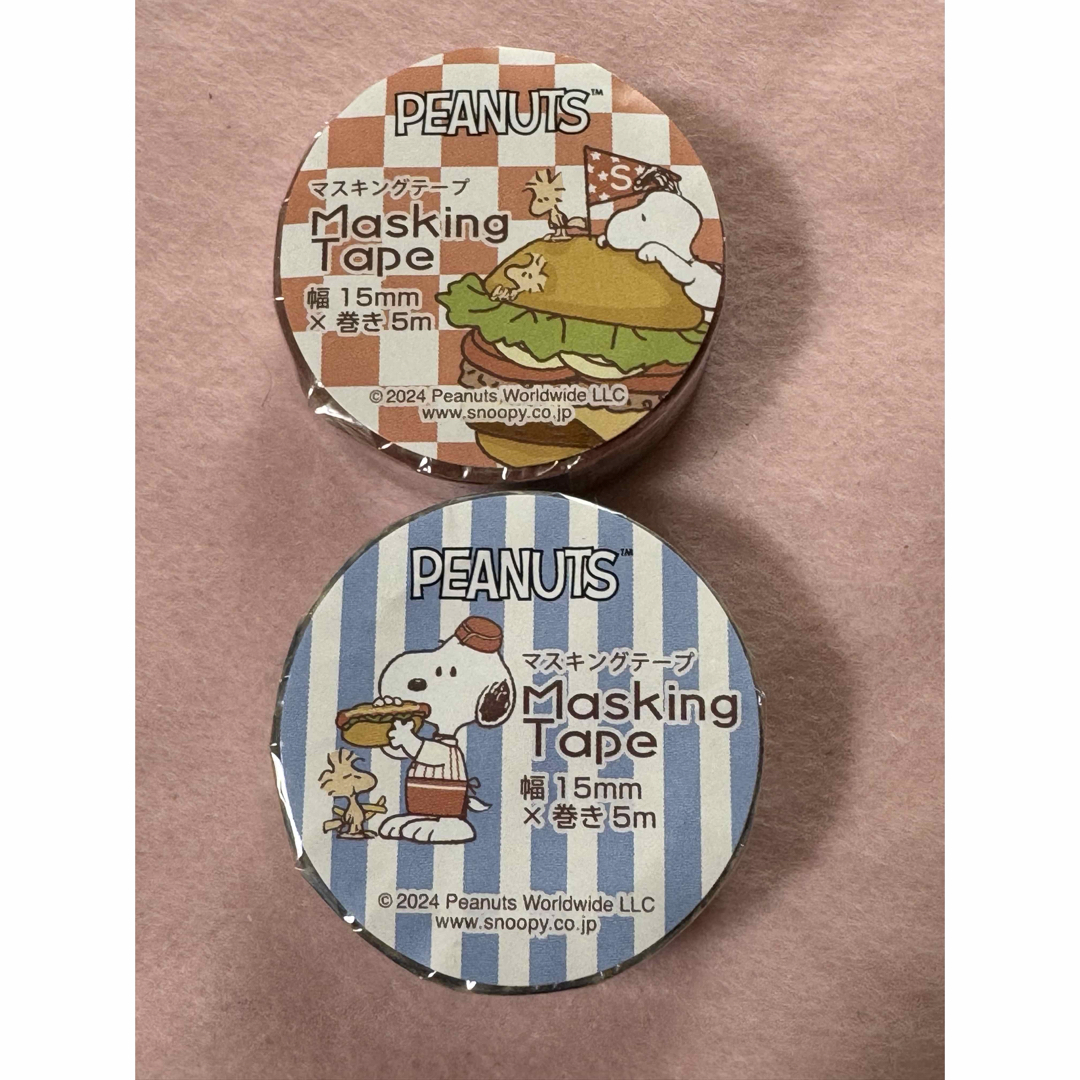 PEANUTS™
マスキングテープ
Masking
Tape
幅 15mm
× 巻き 5m
S
© 2024 Peanuts Worldwide LLC
www.snoopy.co.jp
PEANUTS™
マスキングテープ
Masking
Tape
幅 15mm
× 巻き 5m
© 2024 Peanuts Worldwide LLC
www.snoopy.co.jp